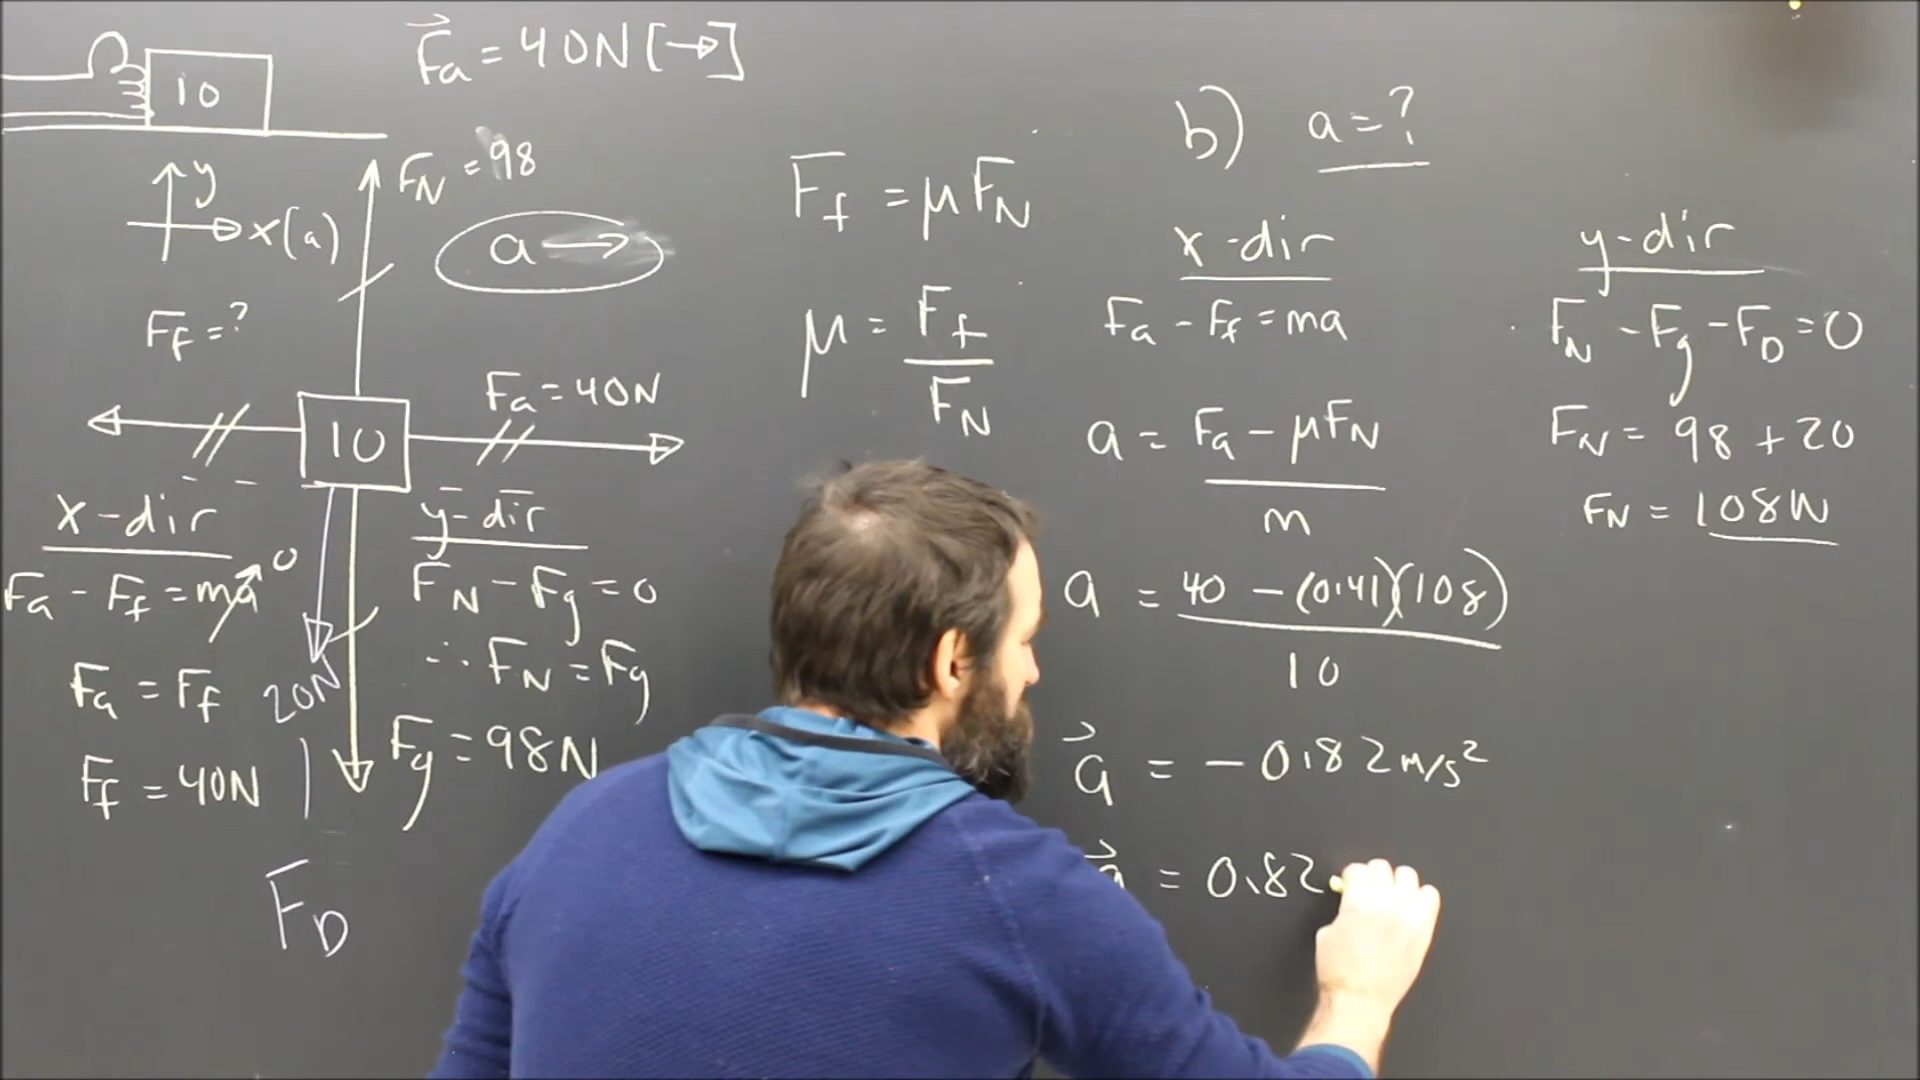 10
F⃗a = 40N [→]
y
x(a)
FN = 98
a →
Ff = ?
Fa = 40N
10
x-dir
Fa - Ff = ma 0
Fa = Ff
Ff = 40N
20N
FD
y-dir
FN - Fg = 0
∴ FN = Fg
Fg = 98N
Ff = μFN
μ = Ff / FN
b) a = ?
x-dir
Fa - Ff = ma
a = Fa - μFN / m
a = 40 - (0.41)(108) / 10
a⃗ = -0.82 m/s²
a⃗ = 0.82
y-dir
FN - Fg - FD = 0
FN = 98 + 20
FN = 108N